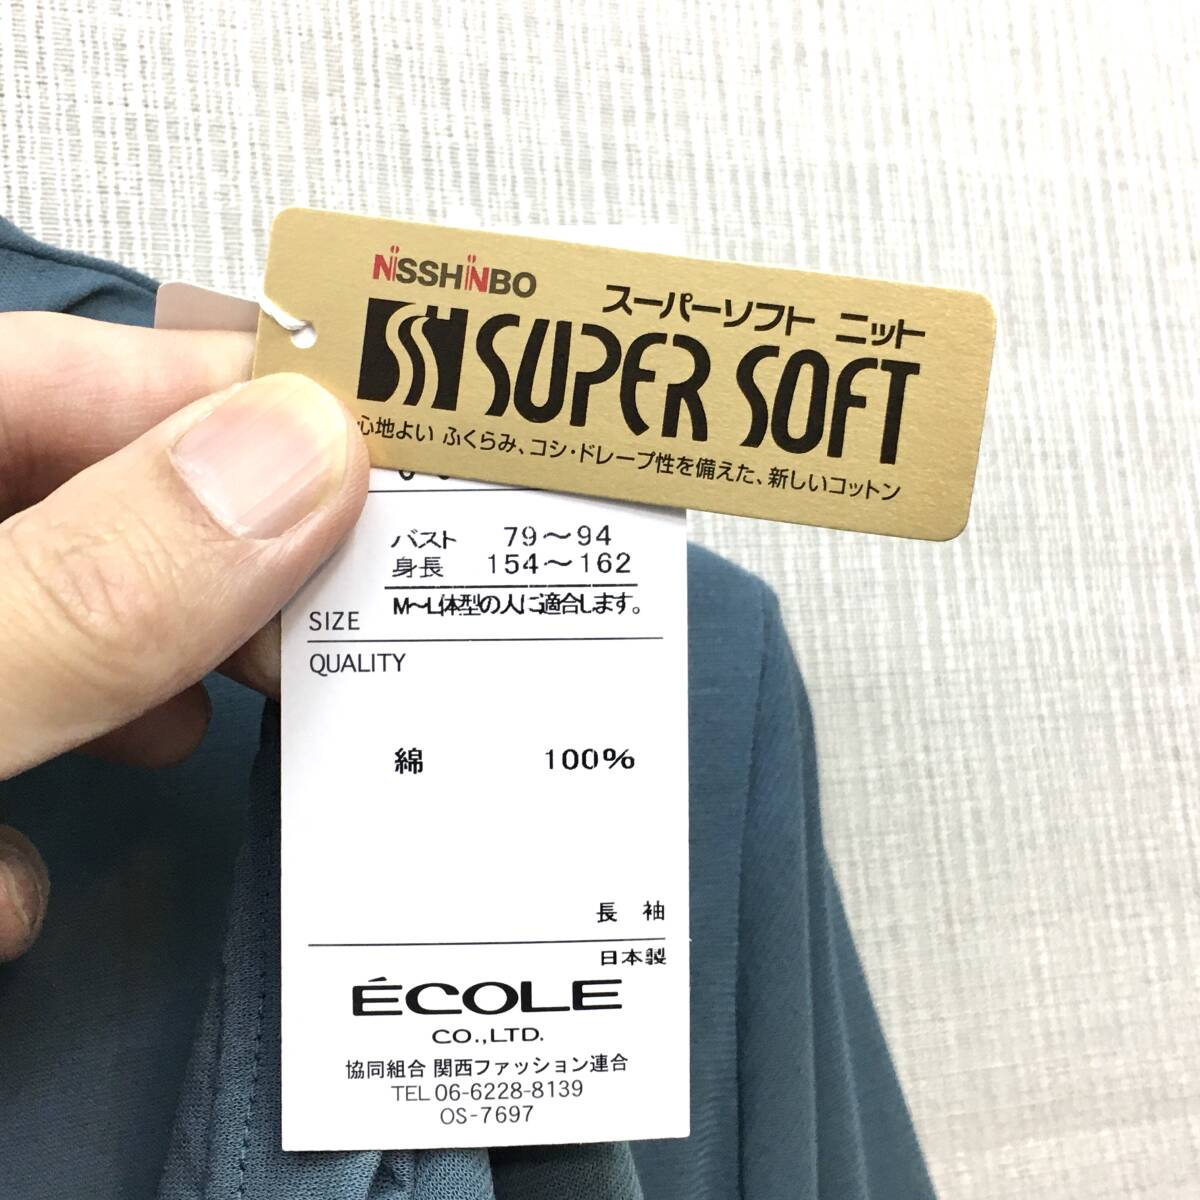 NISSHINBO
スーパーソフト ニット
SUPER SOFT
心地よい ふくらみ、コシ・ドレープ性を備えた、新しいコットン
バスト 79～94
身長 154～162
M～L体型の人に適合します。
SIZE
QUALITY
綿 100%
長 袖
日本製
ÉCOLE
CO.,LTD.
協同組合 関西ファッション連合
TEL 06-6228-8139
OS-7697